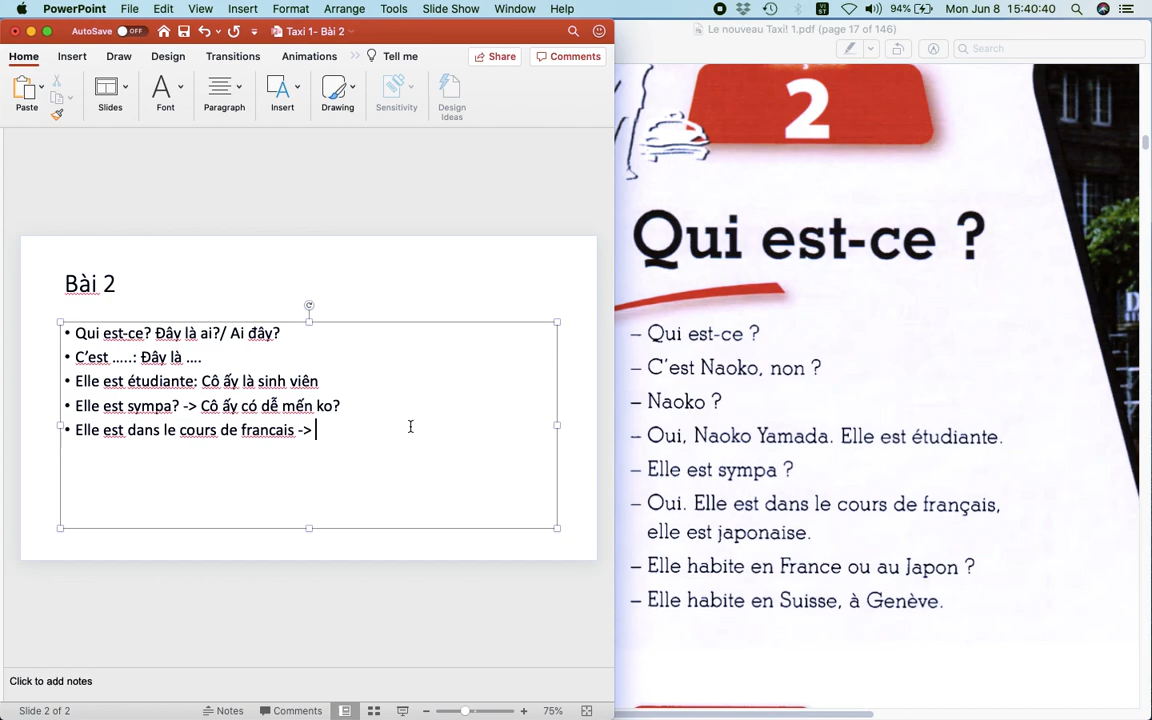 PowerPoint File Edit View Insert Format Arrange Tools Slide Show Window Help 94% Mon Jun 8 15:40:40
AutoSave OFF Taxi 1- Bài 2
Le nouveau Taxi! 1.pdf (page 17 of 146)
Search
Home Insert Draw Design Transitions Animations Tell me Share Comments
Paste Slides Font Paragraph Insert Drawing Sensitivity Design
Ideas
Bài 2
• Qui est-ce? Đây là ai?/ Ai đây?
• C'est .....: Đây là ....
• Elle est étudiante: Cô ấy là sinh viên
• Elle est sympa? -> Cô ấy có dễ mến ko?
• Elle est dans le cours de francais ->
2
Qui est-ce ?
– Qui est-ce ?
– C'est Naoko, non ?
– Naoko ?
– Oui, Naoko Yamada. Elle est étudiante.
– Elle est sympa ?
– Oui. Elle est dans le cours de français,
elle est japonaise.
– Elle habite en France ou au Japon ?
– Elle habite en Suisse, à Genève.
Click to add notes
Slide 2 of 2 Notes Comments 75%